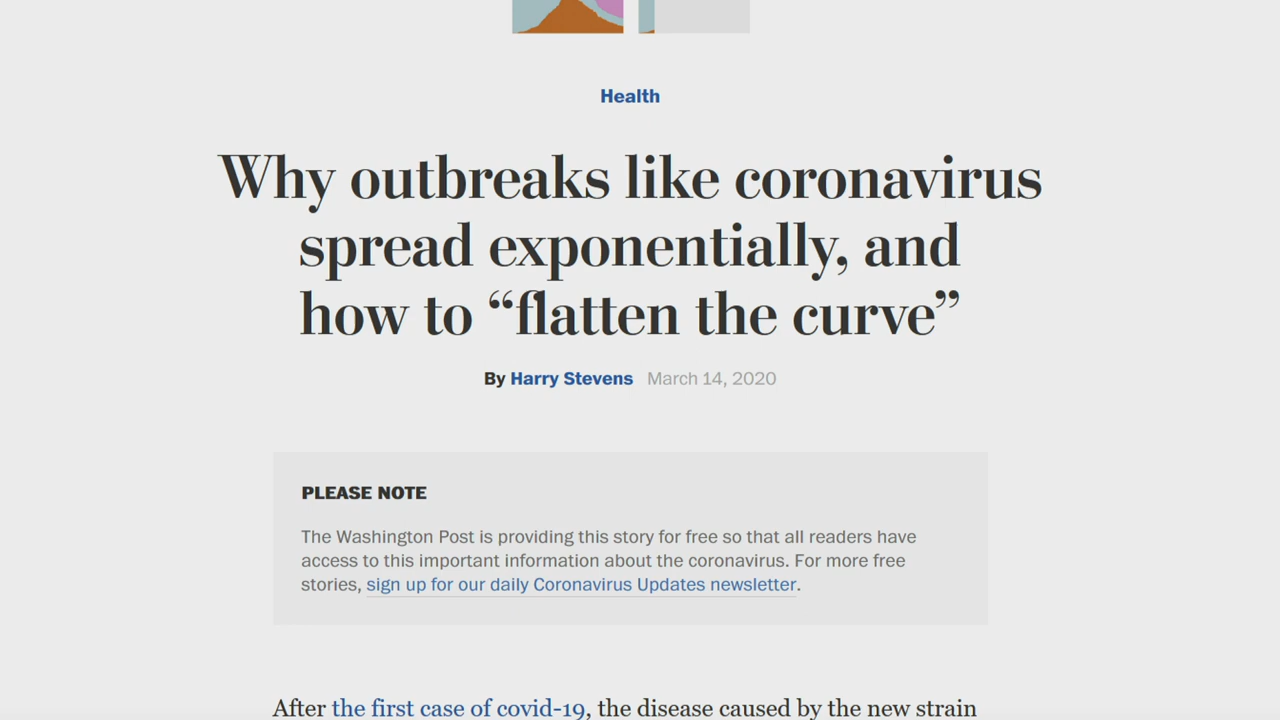 Health
Why outbreaks like coronavirus
spread exponentially, and
how to “flatten the curve”
By Harry Stevens March 14, 2020
PLEASE NOTE
The Washington Post is providing this story for free so that all readers have
access to this important information about the coronavirus. For more free
stories, sign up for our daily Coronavirus Updates newsletter.
After the first case of covid-19, the disease caused by the new strain